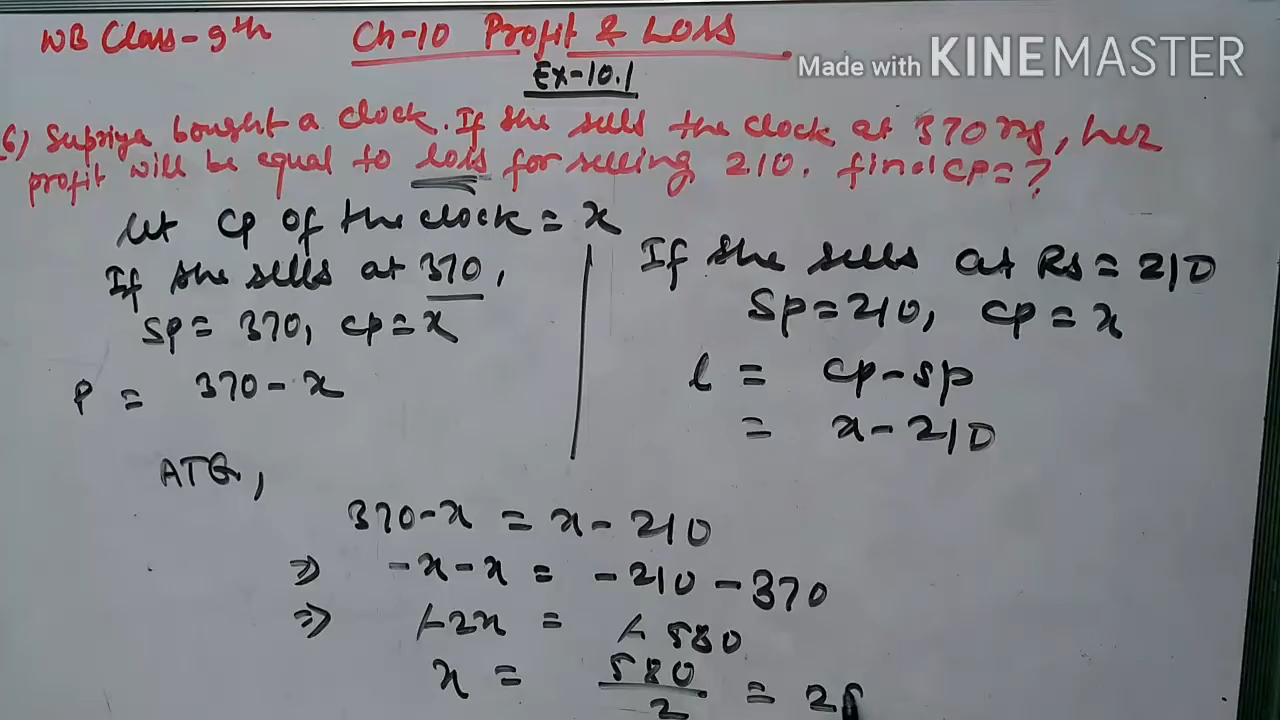 WB Class-9th Ch-10 Profit & Loss
Made with KINEMASTER
Ex-10.1
6) Supriya bought a clock. If she sells the clock at 370 rs, her
profit will be equal to loss for selling 210. find cp=?
let cp of the clock = x
If she sells at 370,
Sp = 370, cp = x
P = 370 - x
If she sells at Rs = 210
Sp = 210, cp = x
l = cp - sp
= x - 210
ATQ,
370 - x = x - 210
⇒ -x - x = -210 - 370
⇒ -2x = -580
x = 580/2 = 28